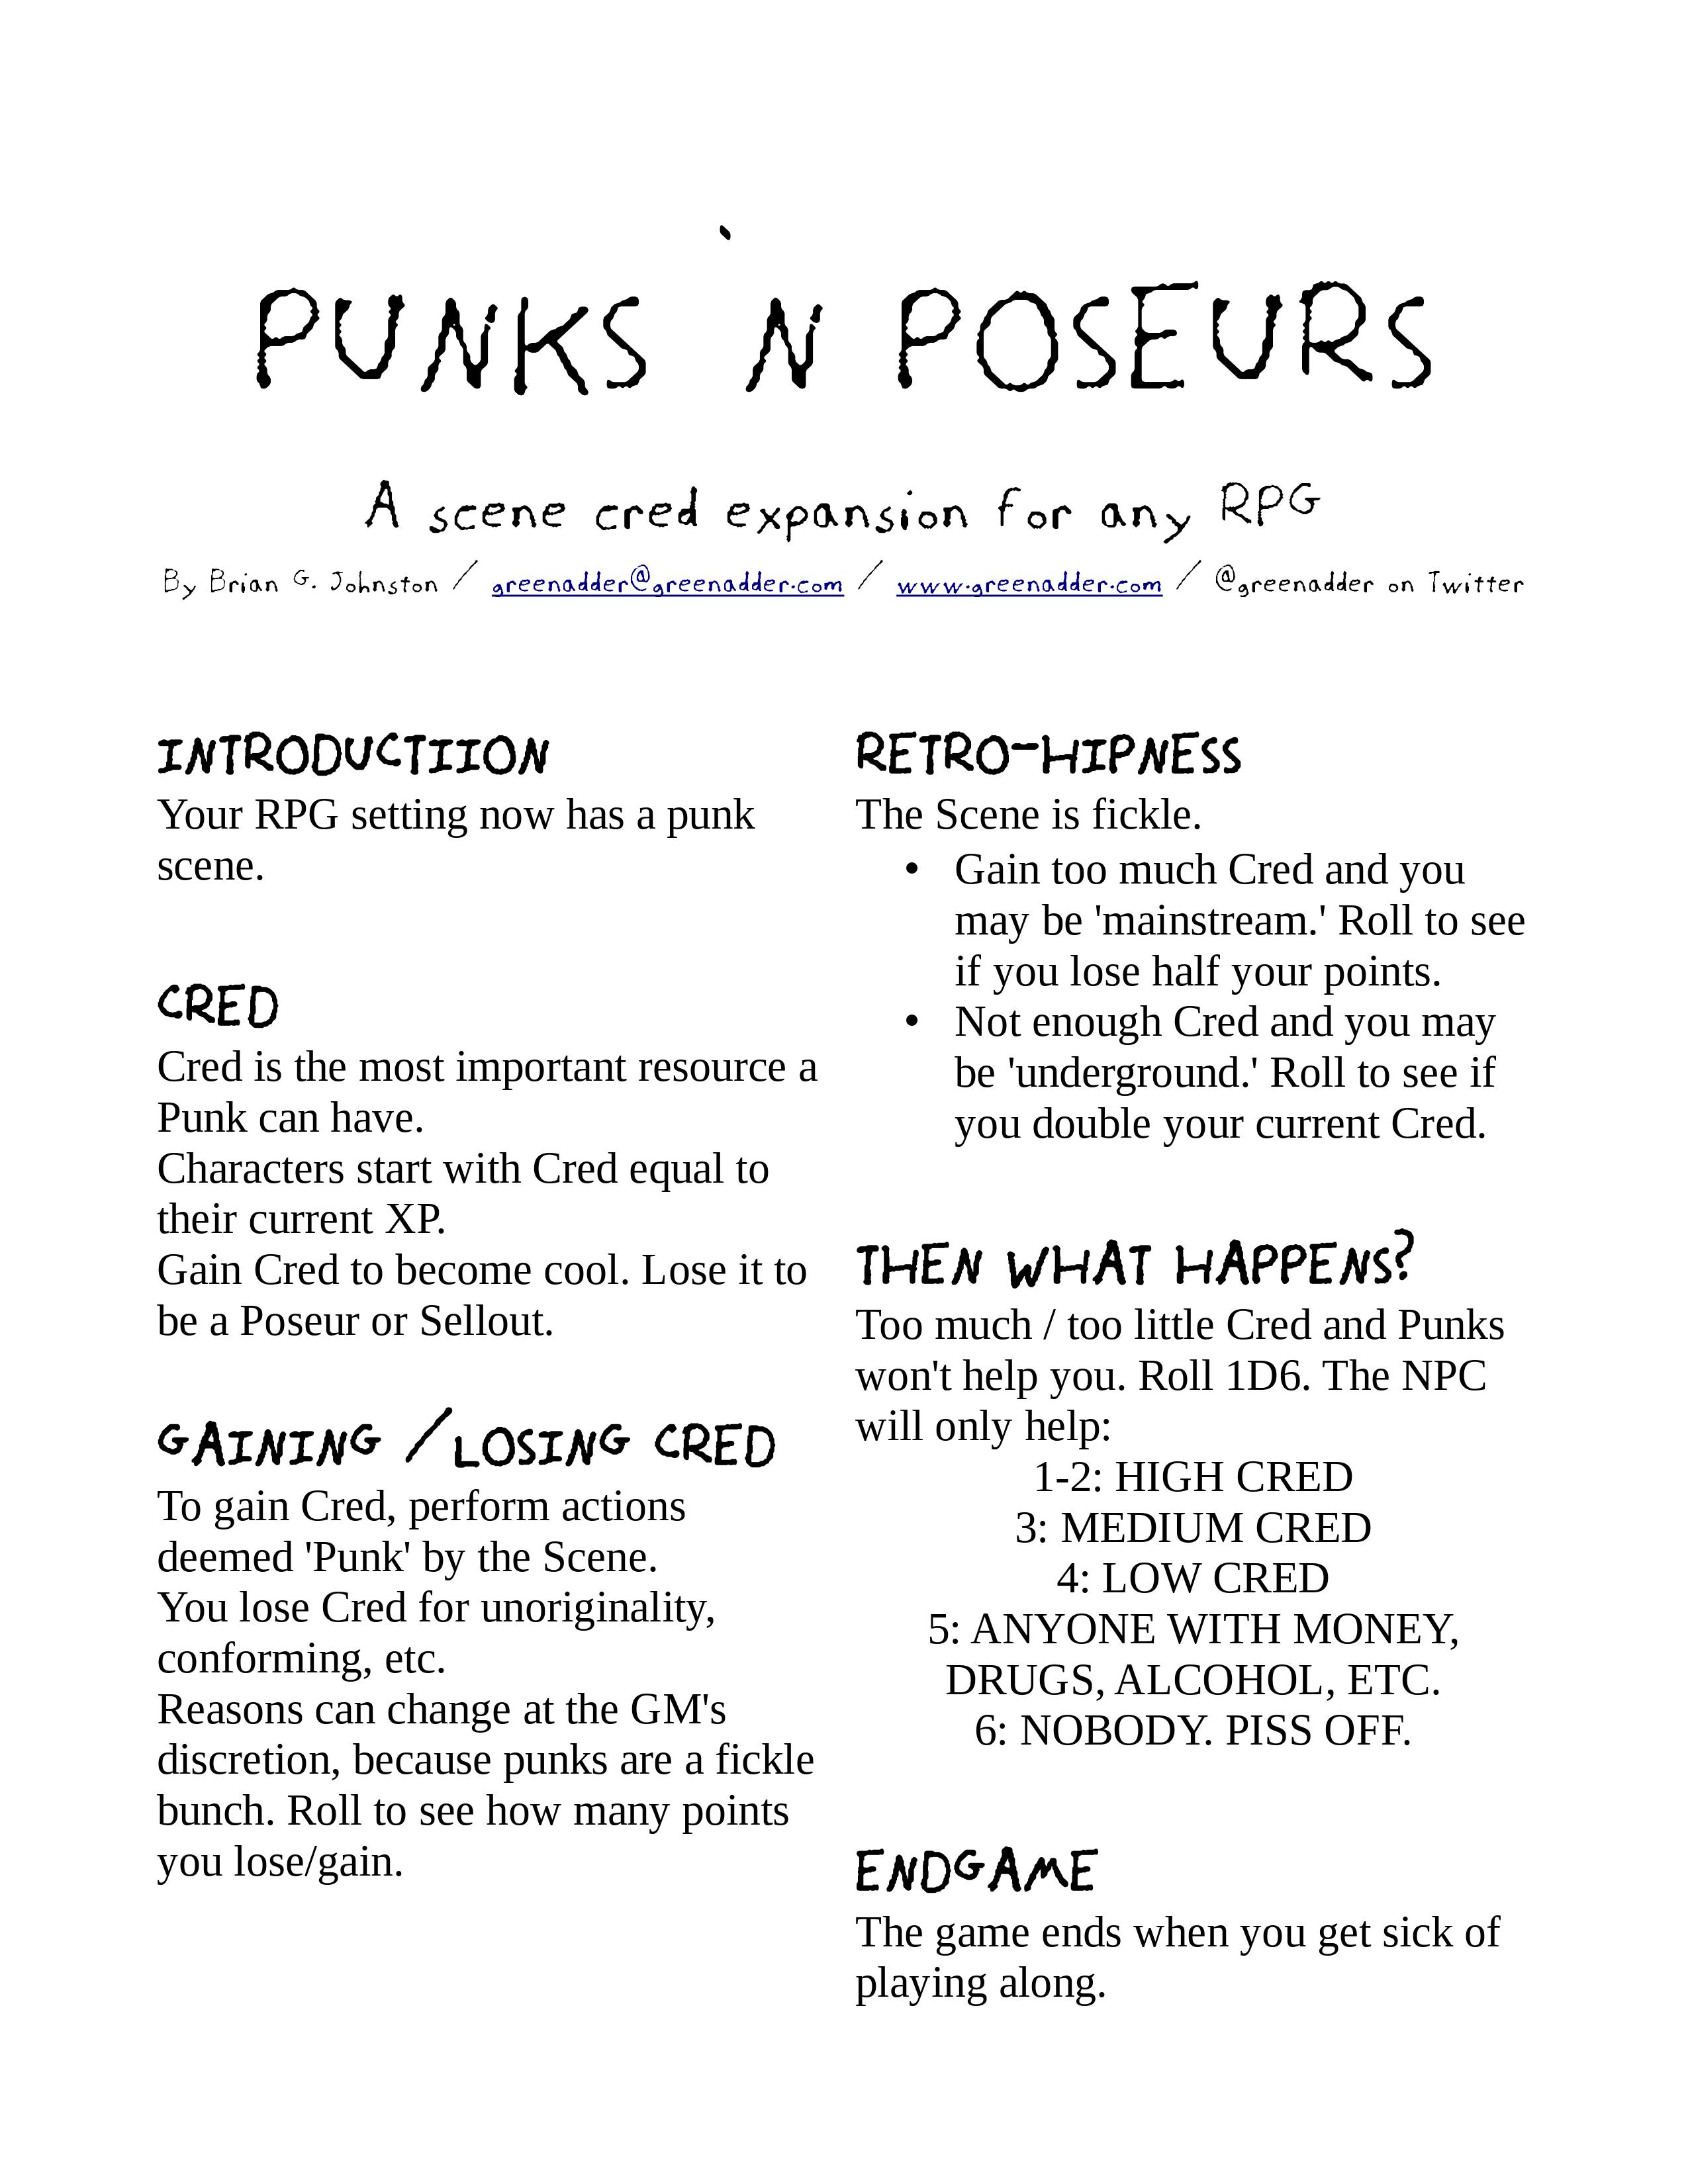 PUNKS `N POSEURS
A scene cred expansion for any RPG
By Brian G. Johnston / greenadder@greenadder.com / www.greenadder.com / @greenadder on Twitter
INTRODUCTIION
Your RPG setting now has a punk
scene.
CRED
Cred is the most important resource a
Punk can have.
Characters start with Cred equal to
their current XP.
Gain Cred to become cool. Lose it to
be a Poseur or Sellout.
GAINING /LOSING CRED
To gain Cred, perform actions
deemed 'Punk' by the Scene.
You lose Cred for unoriginality,
conforming, etc.
Reasons can change at the GM's
discretion, because punks are a fickle
bunch. Roll to see how many points
you lose/gain.
RETRO-HIPNESS
The Scene is fickle.
• Gain too much Cred and you
may be 'mainstream.' Roll to see
if you lose half your points.
• Not enough Cred and you may
be 'underground.' Roll to see if
you double your current Cred.
THEN WHAT HAPPENS?
Too much / too little Cred and Punks
won't help you. Roll 1D6. The NPC
will only help:
1-2: HIGH CRED
3: MEDIUM CRED
4: LOW CRED
5: ANYONE WITH MONEY,
DRUGS, ALCOHOL, ETC.
6: NOBODY. PISS OFF.
ENDGAME
The game ends when you get sick of
playing along.